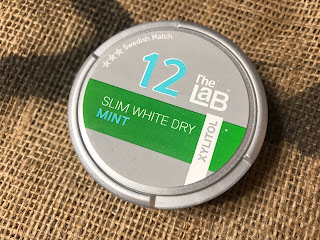 Swedish Match
12
The
LaB
SLIM WHITE DRY
MINT
XYLITOL